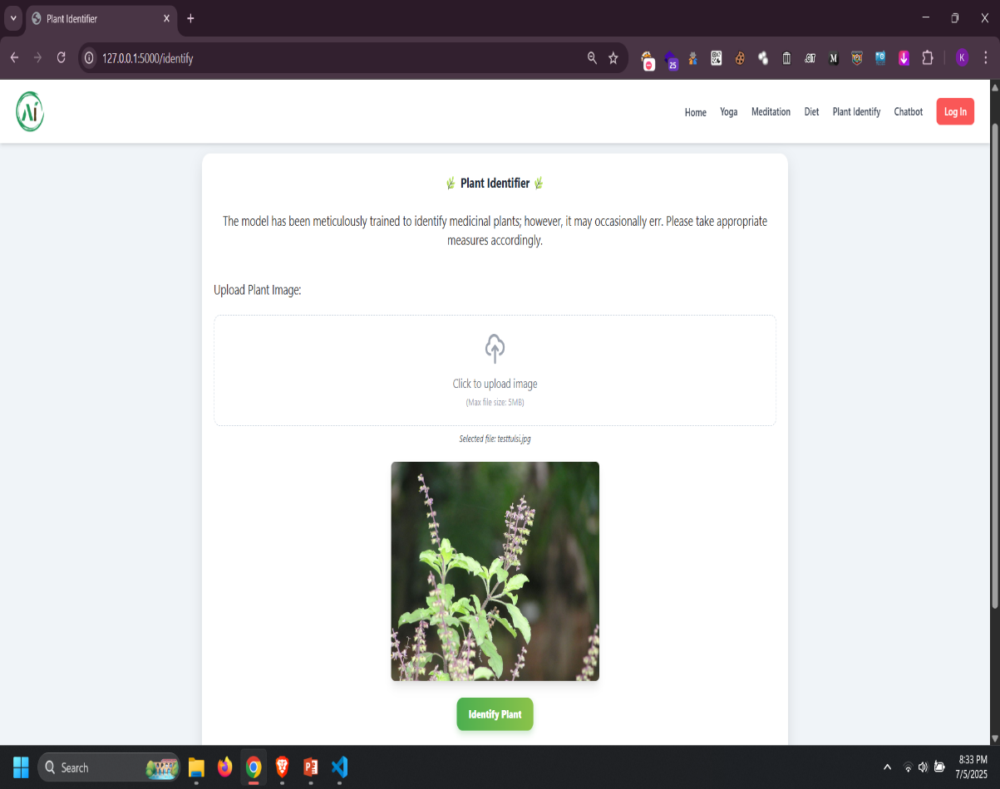 Plant Identifier
127.0.0.1:5000/identify
25
GIT
M
K
Ai
Home
Yoga
Meditation
Diet
Plant Identify
Chatbot
Log In
🌿 Plant Identifier 🌿
The model has been meticulously trained to identify medicinal plants; however, it may occasionally err. Please take appropriate
measures accordingly.
Upload Plant Image:
Click to upload image
(Max file size: 5MB)
Selected file: testtulsi.jpg
Identify Plant
Search
8:33 PM
7/5/2025